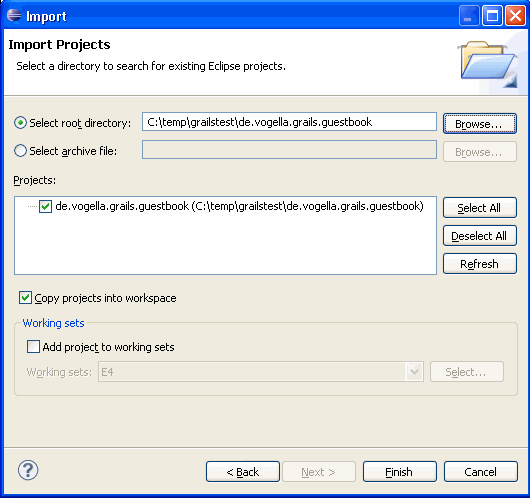 Import
Import Projects
Select a directory to search for existing Eclipse projects.
Select root directory: C:\temp\grailstest\de.vogella.grails.guestbook Browse...
Select archive file: Browse...
Projects:
de.vogella.grails.guestbook (C:\temp\grailstest\de.vogella.grails.guestbook)
Select All
Deselect All
Refresh
Copy projects into workspace
Working sets
Add project to working sets
Working sets: E4 Select...
? < Back Next > Finish Cancel